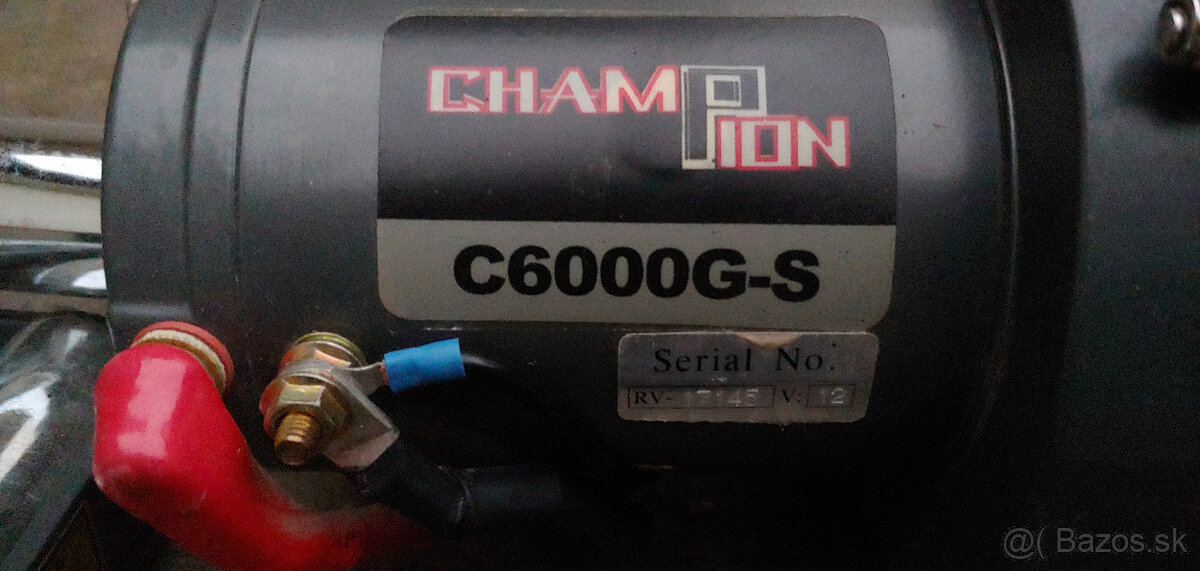 CHAMPION
C6000G-S
Serial No.
RV- 17145 V: 12
@( Bazos.sk